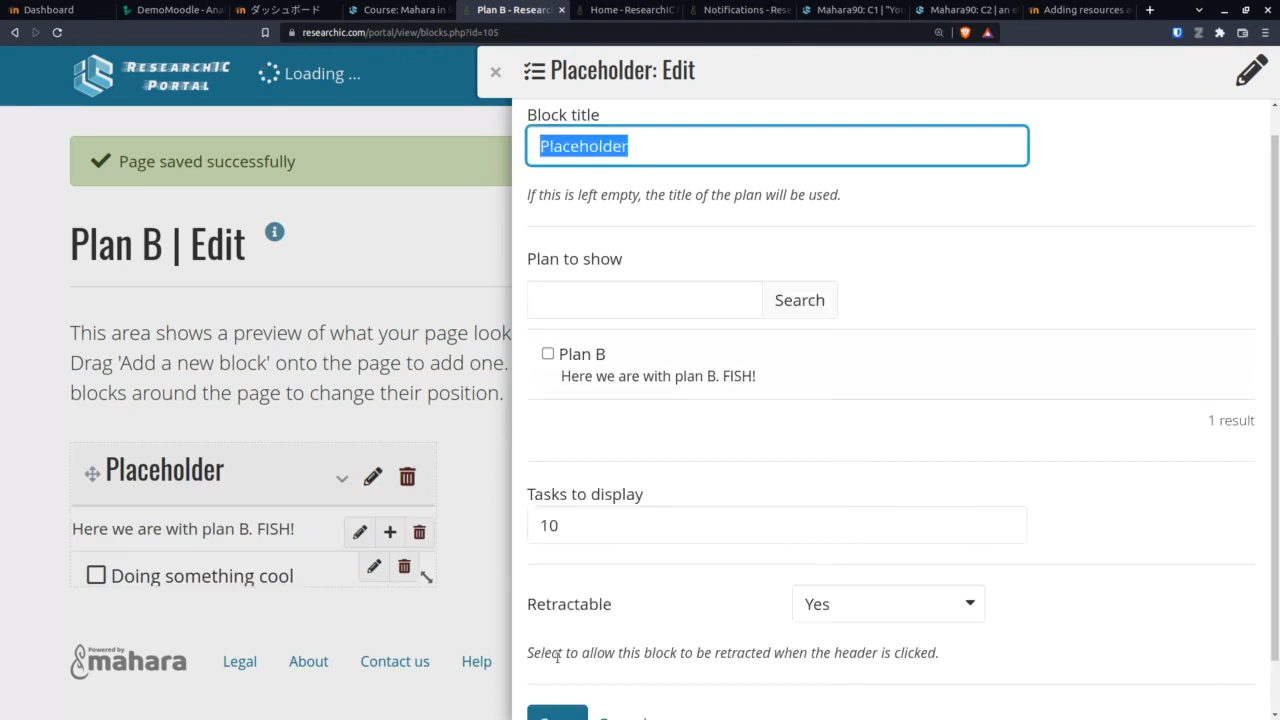 Dashboard
DemoMoodle - Ana
ダッシュボード
Course: Mahara in
Plan B - Resear
Home - ResearchIC
Notifications - Rese
Mahara90: C1 | "You
Mahara90: C2 | an e
Adding resources a
researchic.com/portal/view/blocks.php?id=105
RESEARCHIC
PORTAL
Loading ...
Placeholder: Edit
Page saved successfully
Plan B | Edit
This area shows a preview of what your page look
Drag 'Add a new block' onto the page to add one.
blocks around the page to change their position.
Placeholder
Here we are with plan B. FISH!
Doing something cool
Powered by
mahara
Legal
About
Contact us
Help
Block title
Placeholder
If this is left empty, the title of the plan will be used.
Plan to show
Search
Plan B
Here we are with plan B. FISH!
1 result
Tasks to display
10
Retractable
Yes
Select to allow this block to be retracted when the header is clicked.